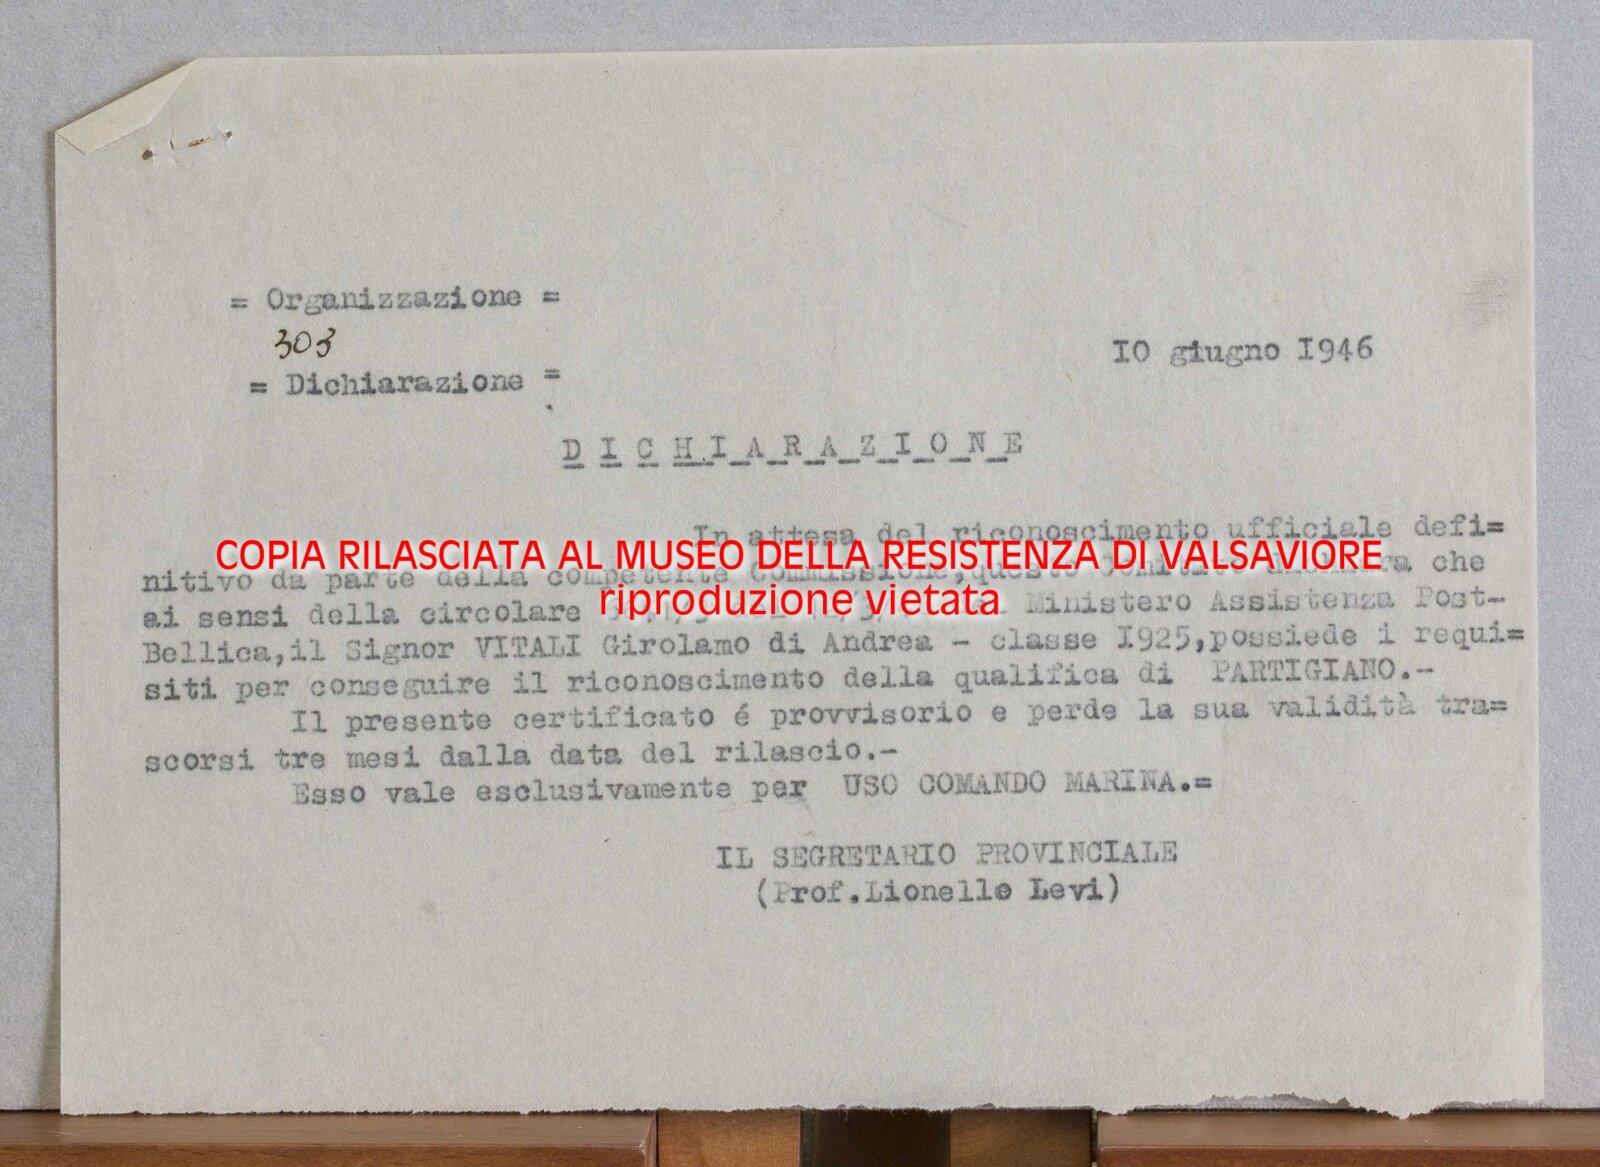 = Organizzazione =
303
= Dichiarazione =
IO giugno I946
D I C H I A R A Z I O N E
In attesa del riconoscimento ufficiale defi=
COPIA RILASCIATA AL MUSEO DELLA RESISTENZA DI VALSAVIORE
nitivo da parte della competente Commissione, questo Comitato dichiara che
riproduzione vietata
ai sensi della circolare Ministero Assistenza Post-
Bellica,il Signor VITALI Girolamo di Andrea - classe I925,possiede i requi=
siti per conseguire il riconoscimento della qualifica di PARTIGIANO.-
Il presente certificato é provvisorio e perde la sua validità tra=
scorsi tre mesi dalla data del rilascio.-
Esso vale esclusivamente per USO COMANDO MARINA.=
IL SEGRETARIO PROVINCIALE
(Prof.Lionello Levi)